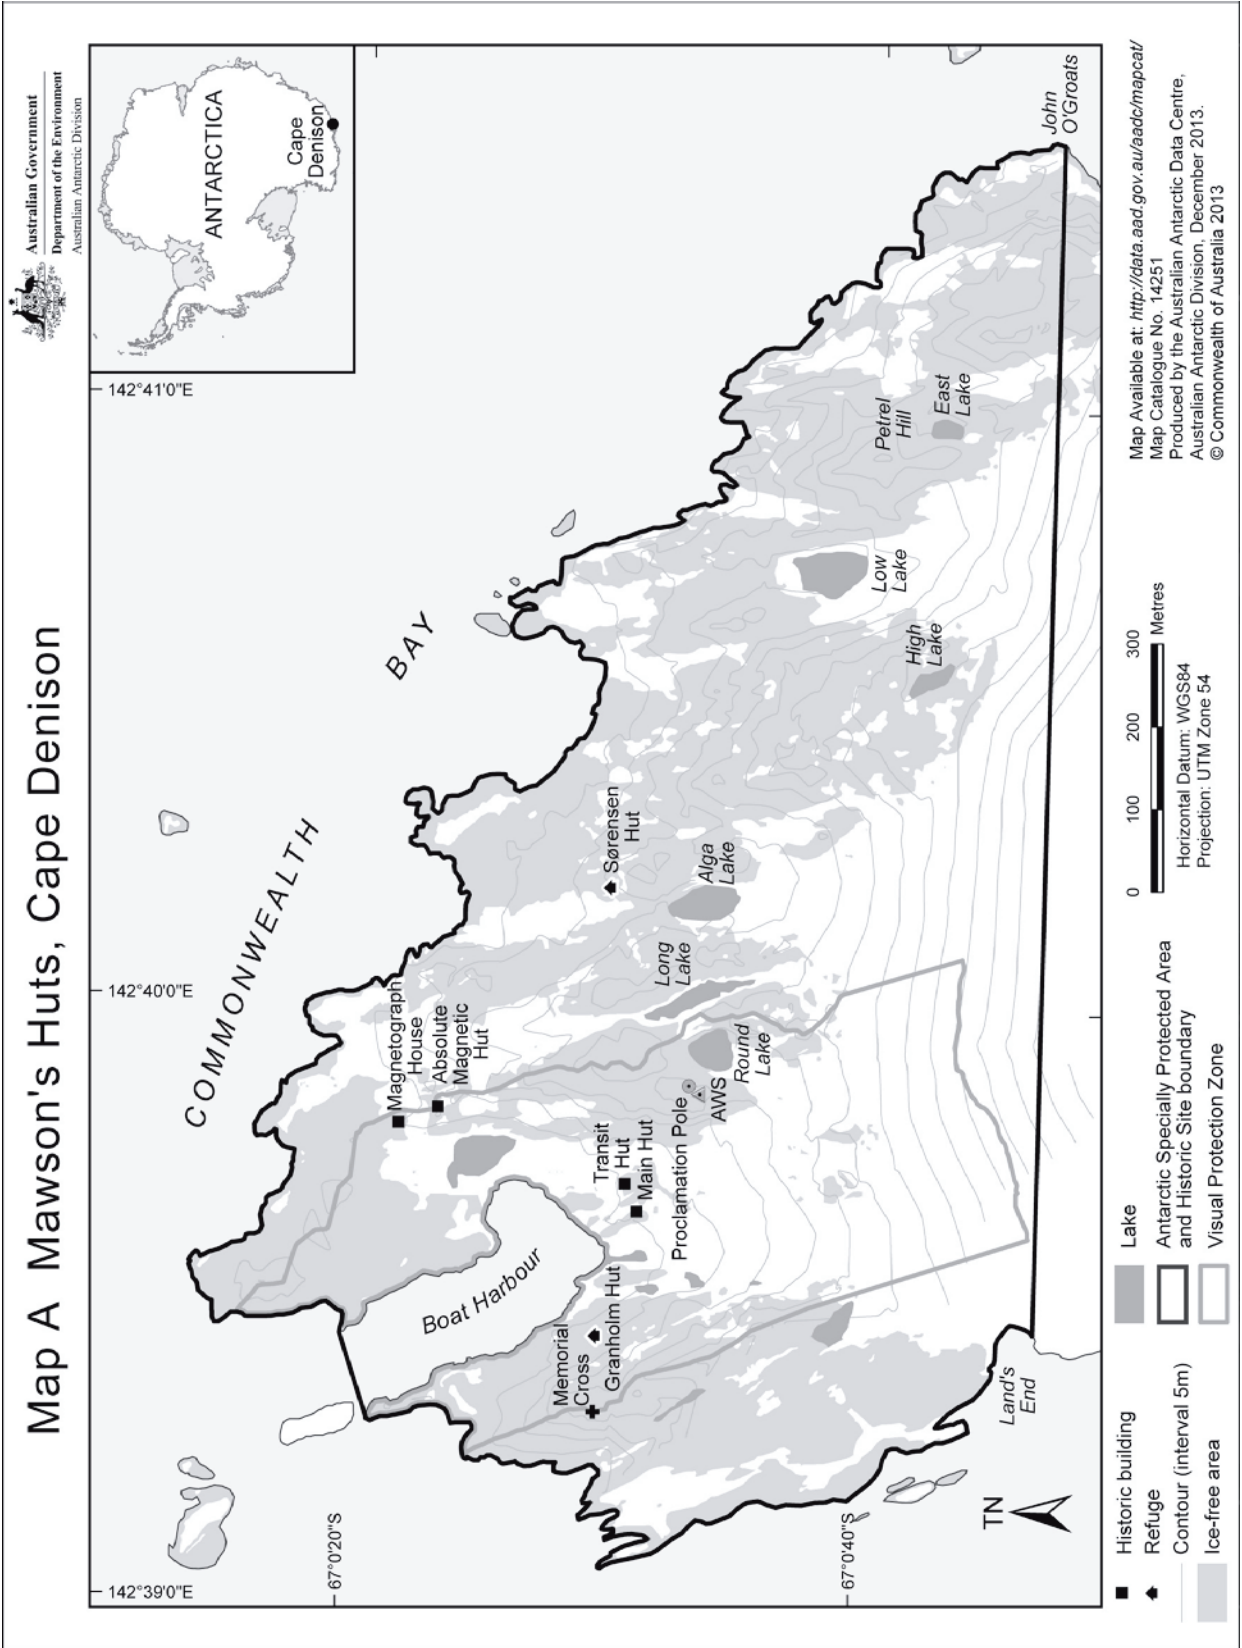 Map A Mawson's Huts, Cape Denison
Australian Government
Department of the Environment
Australian Antarctic Division
142°39'0"E
142°40'0"E
142°41'0"E
67°0'20"S
67°0'40"S
ANTARCTICA
Cape
Denison
COMMONWEALTH
BAY
Magnetograph
House
Absolute
Magnetic
Hut
Boat Harbour
Memorial
Cross
Granholm Hut
Transit
Hut
Main Hut
Proclamation Pole
AWS
Round
Lake
Long
Lake
Sørensen
Hut
Alga
Lake
High
Lake
Low
Lake
Petrel
Hill
East
Lake
John
O'Groats
Land's
End
TN
Historic building
Refuge
Contour (interval 5m)
Ice-free area
Lake
Antarctic Specially Protected Area
and Historic Site boundary
Visual Protection Zone
0 100 200 300
Metres
Horizontal Datum: WGS84
Projection: UTM Zone 54
Map Available at: http://data.aad.gov.au/aadc/mapcat/
Map Catalogue No. 14251
Produced by the Australian Antarctic Data Centre,
Australian Antarctic Division, December 2013.
© Commonwealth of Australia 2013